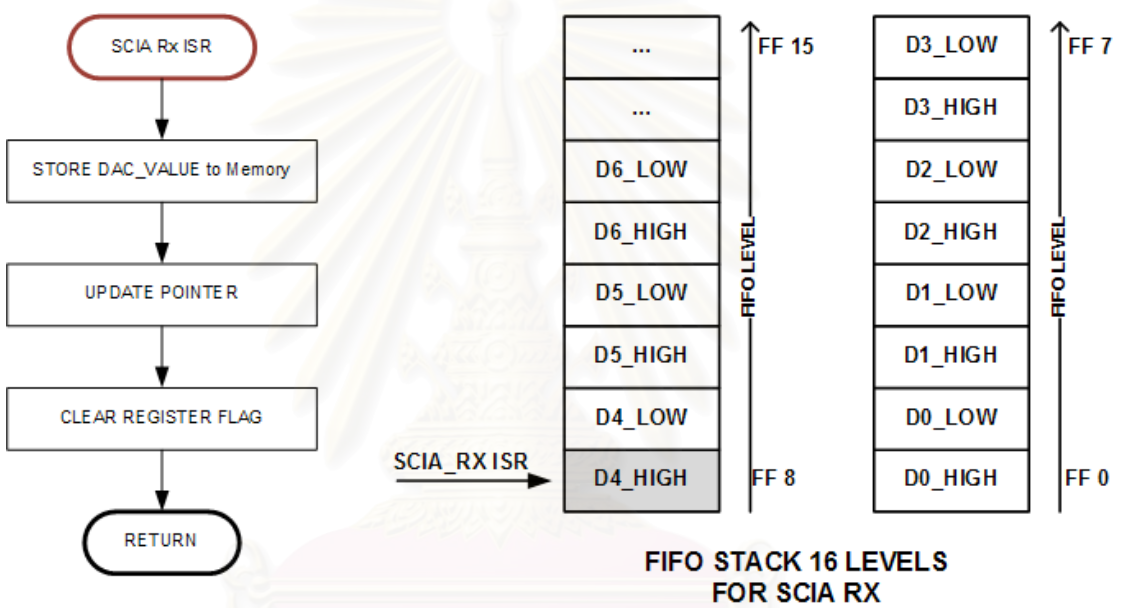 SCIA Rx ISR
STORE DAC_VALUE to Memory
UPDATE POINTER
CLEAR REGISTER FLAG
RETURN
SCIA_RX ISR
...
...
D6_LOW
D6_HIGH
D5_LOW
D5_HIGH
D4_LOW
D4_HIGH
FF 15
FIFO LEVEL
FF 8
D3_LOW
D3_HIGH
D2_LOW
D2_HIGH
D1_LOW
D1_HIGH
D0_LOW
D0_HIGH
FF 7
FIFO LEVEL
FF 0
FIFO STACK 16 LEVELS
FOR SCIA RX